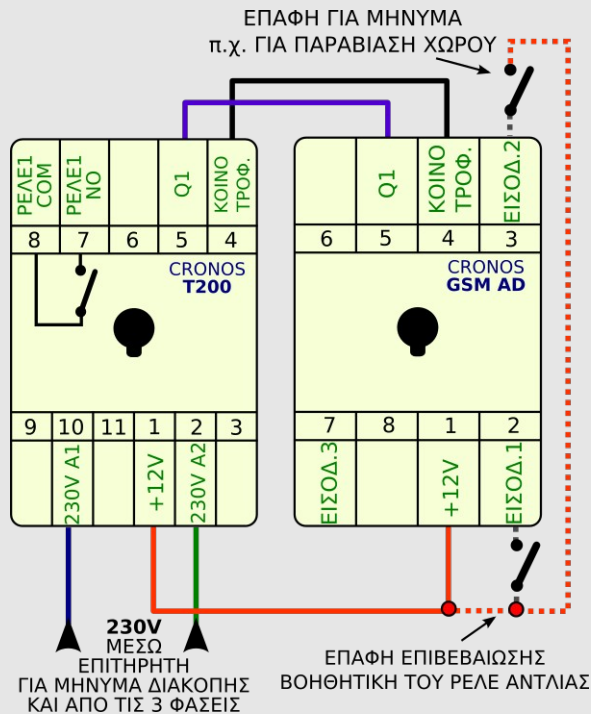 ΕΠΑΦΗ ΓΙΑ ΜΗΝΥΜΑ
π.χ. ΓΙΑ ΠΑΡΑΒΙΑΣΗ ΧΩΡΟΥ
ΡΕΛΕ1
COM
ΡΕΛΕ1
NO
Q1
ΚΟΙΝΟ
ΤΡΟΦ.
8 7 6 5 4
CRONOS
T200
9 10 11 1 2 3
230V A1
+12V
230V A2
Q1
ΚΟΙΝΟ
ΤΡΟΦ.
ΕΙΣΟΔ.2
6 5 4 3
CRONOS
GSM AD
7 8 1 2
ΕΙΣΟΔ.3
+12V
ΕΙΣΟΔ.1
230V
ΜΕΣΩ
ΕΠΙΤΗΡΗΤΗ
ΓΙΑ ΜΗΝΥΜΑ ΔΙΑΚΟΠΗΣ
ΚΑΙ ΑΠΟ ΤΙΣ 3 ΦΑΣΕΙΣ
ΕΠΑΦΗ ΕΠΙΒΕΒΑΙΩΣΗΣ
ΒΟΗΘΗΤΙΚΗ ΤΟΥ ΡΕΛΕ ΑΝΤΛΙΑΣ